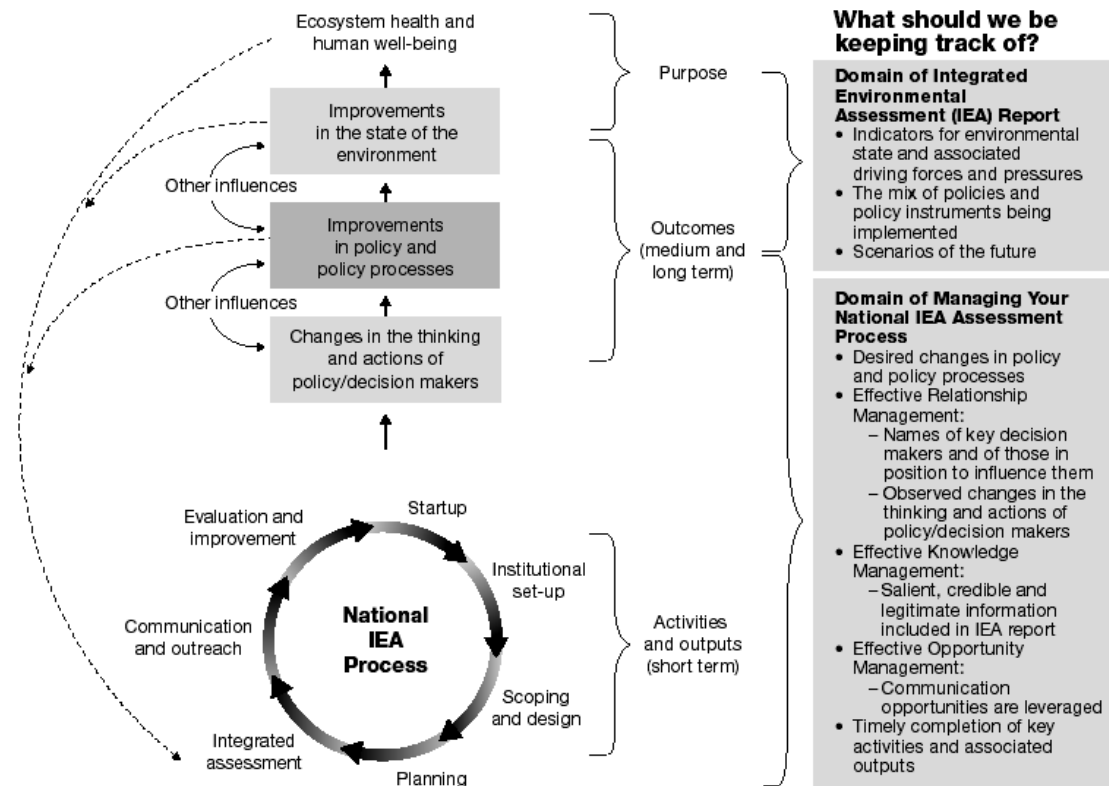 Ecosystem health and
human well-being
Improvements
in the state of the
environment
Other influences
Improvements
in policy and
policy processes
Other influences
Changes in the thinking
and actions of
policy/decision makers
Startup
Institutional
set-up
Scoping
and design
Planning
Integrated
assessment
Communication
and outreach
Evaluation and
improvement
National
IEA
Process
Purpose
Outcomes
(medium and
long term)
Activities
and outputs
(short term)
What should we be
keeping track of?
Domain of Integrated
Environmental
Assessment (IEA) Report
• Indicators for environmental
state and associated
driving forces and pressures
• The mix of policies and
policy instruments being
implemented
• Scenarios of the future
Domain of Managing Your
National IEA Assessment
Process
• Desired changes in policy
and policy processes
• Effective Relationship
Management:
– Names of key decision
makers and of those in
position to influence them
– Observed changes in the
thinking and actions of
policy/decision makers
• Effective Knowledge
Management:
– Salient, credible and
legitimate information
included in IEA report
• Effective Opportunity
Management:
– Communication
opportunities are leveraged
• Timely completion of key
activities and associated
outputs